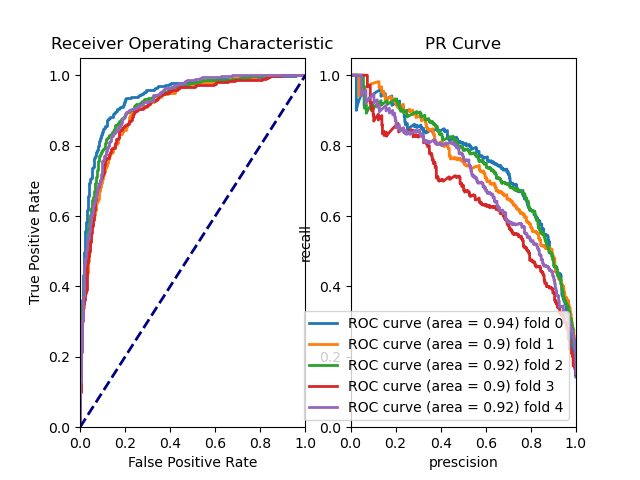 Receiver Operating Characteristic
PR Curve
1.0
0.8
0.6
0.4
0.2
0.0
True Positive Rate
0.0 0.2 0.4 0.6 0.8 1.0
False Positive Rate
1.0
0.8
0.6
0.4
0.2
0.0
recall
0.0 0.2 0.4 0.6 0.8 1.0
prescision
ROC curve (area = 0.94) fold 0
ROC curve (area = 0.9) fold 1
ROC curve (area = 0.92) fold 2
ROC curve (area = 0.9) fold 3
ROC curve (area = 0.92) fold 4